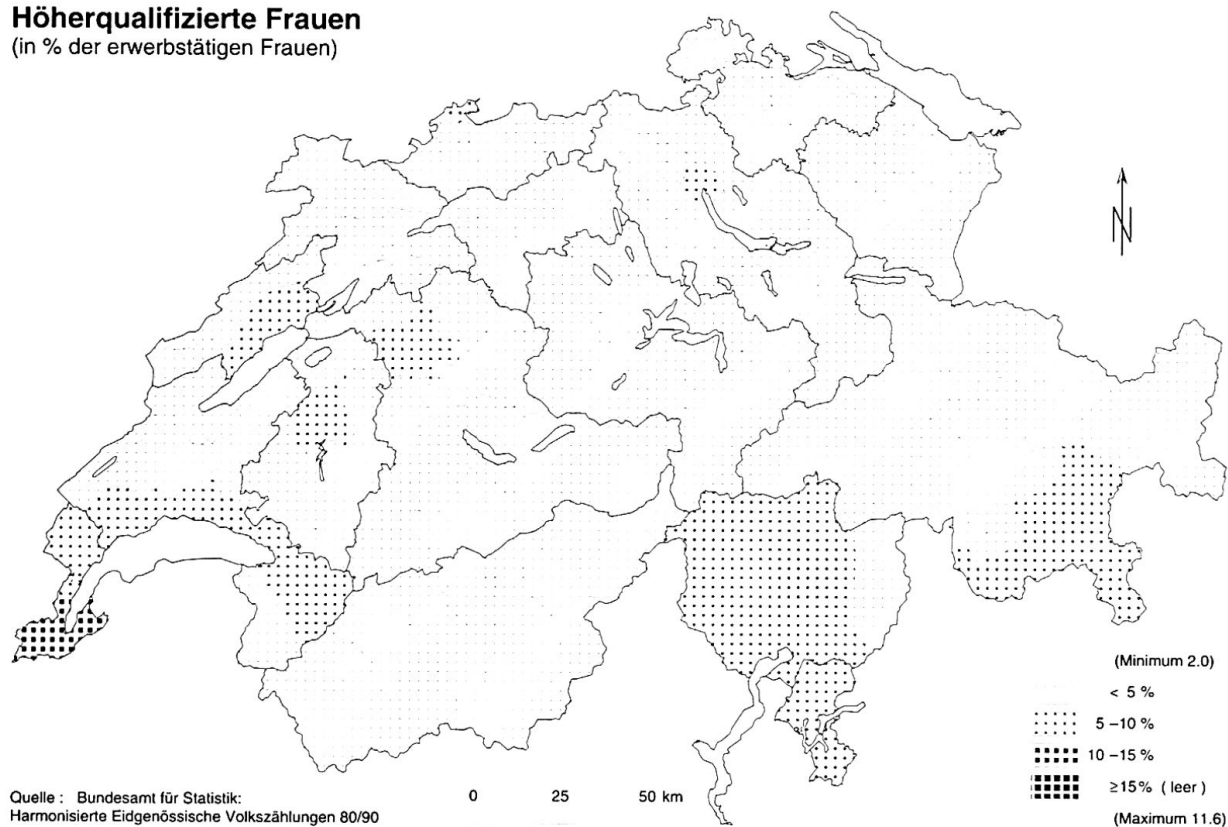 Höherqualifizierte Frauen
(in % der erwerbstätigen Frauen)
N
(Minimum 2.0)
< 5 %
5 –10 %
10 –15 %
≥15% ( leer )
(Maximum 11.6)
Quelle : Bundesamt für Statistik:
Harmonisierte Eidgenössische Volkszählungen 80/90
0 25 50 km